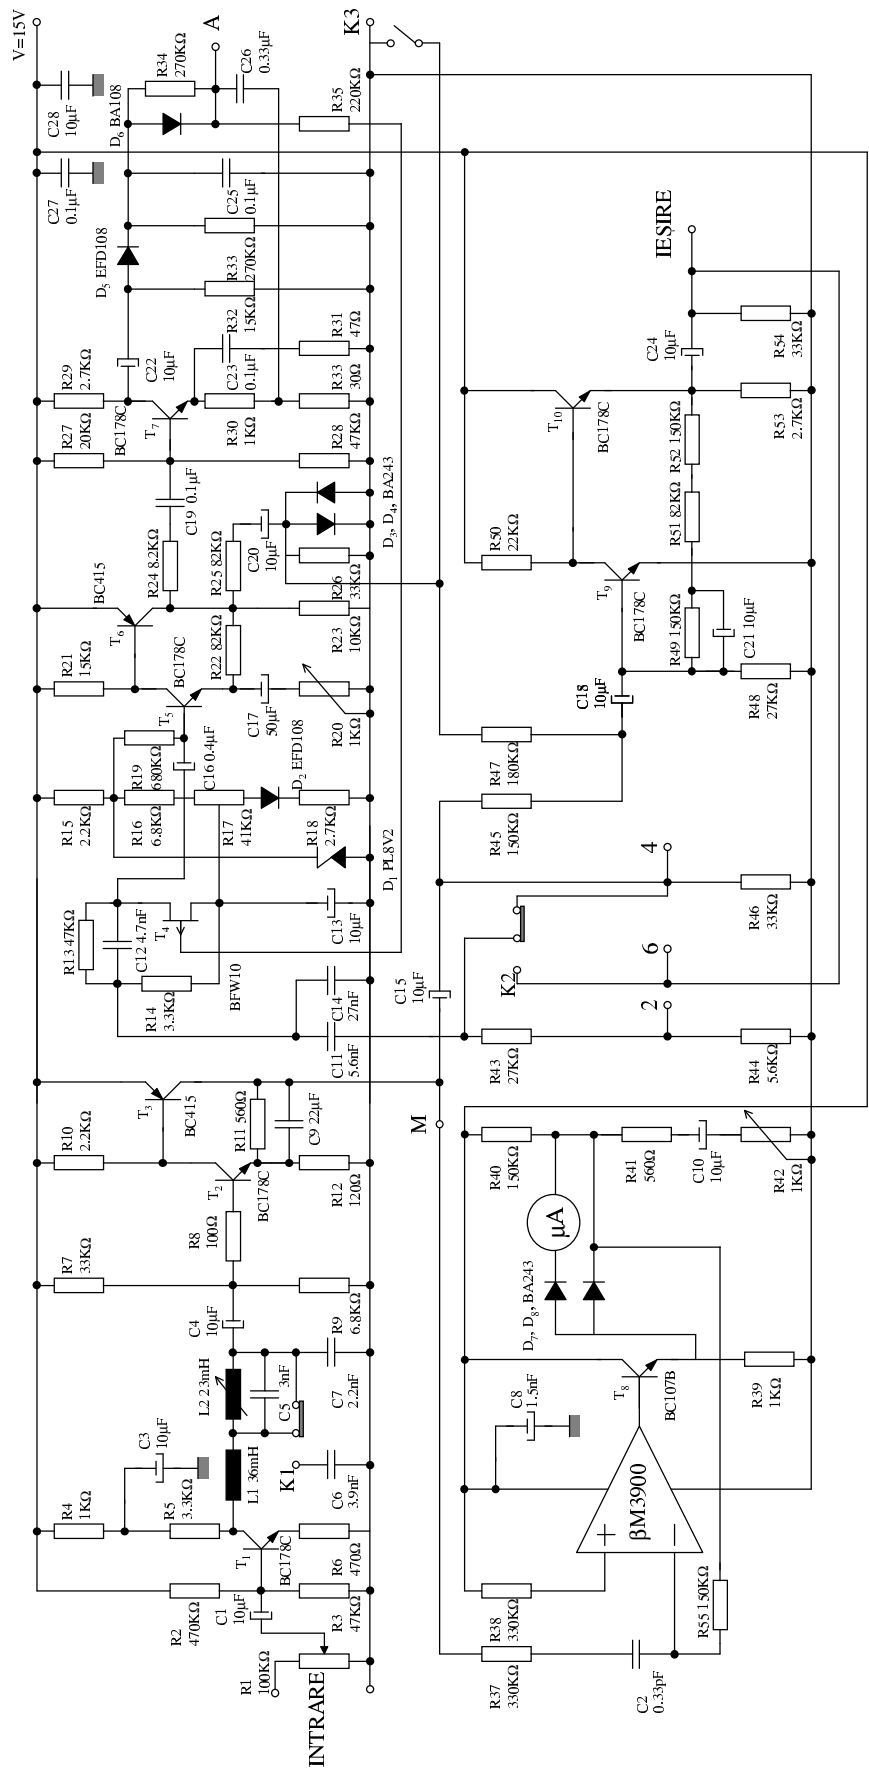 V=15V
C28
10µF
C27
0.1µF
D6 BA108
R34
270KΩ
A
C26
0.33µF
K3
R35
220KΩ
D5 EFD108
C25
0.1µF
R33
270KΩ
R32
15KΩ
R31
47Ω
R29
2.7KΩ
C22
10µF
C23
0.1µF
R33
30Ω
R27
20KΩ
BC178C
T7
R30
1KΩ
R28
47KΩ
C19 0.1µF
D3, D4, BA243
BC415
R24 8.2KΩ
R25 82KΩ
C20
10µF
R26
33KΩ
T6
R21
15KΩ
BC178C
R22 82KΩ
R23
10KΩ
T5
C17
50µF
R20
1KΩ
R19
680KΩ
C16 0.4µF
D2 EFD108
R15
2.2KΩ
R16
6.8KΩ
R17
41KΩ
R18
2.7KΩ
D1 PL8V2
R13 47KΩ
C12 4.7nF
T4
C13
10µF
R14
3.3KΩ
BFW10
C14
27nF
C11
5.6nF
R10
2.2KΩ
T3
BC415
R11 560Ω
C9 22µF
T2
BC178C
R12
120Ω
R8
100Ω
R7
33KΩ
R9
6.8KΩ
C4
10µF
L2 23mH
3nF
C5
C7
2.2nF
C3
10µF
L1 36mH
K1
C6
3.9nF
R4
1KΩ
R5
3.3KΩ
T1
BC178C
R6
470Ω
R2
470KΩ
C1
10µF
R3
47KΩ
R1
100KΩ
INTRARE
IESIRE
C24
10µF
R54
33KΩ
T10
BC178C
R52 150KΩ
R53
2.7KΩ
R50
22KΩ
R51 82KΩ
T9
BC178C
R49 150KΩ
C21 10µF
10µF
R48
27KΩ
R47
180KΩ
R45
150KΩ
4
R46
33KΩ
C15
10µF
K2
6
2
R43
27KΩ
R44
5.6KΩ
M
R40
150KΩ
R41
560Ω
C10
10µF
R42
1KΩ
µA
D7, D8, BA243
C8
1.5nF
T8
BC107B
R39
1KΩ
+
βM3900
−
R38
330KΩ
R37
330KΩ
R55 150KΩ
C2
0.33pF